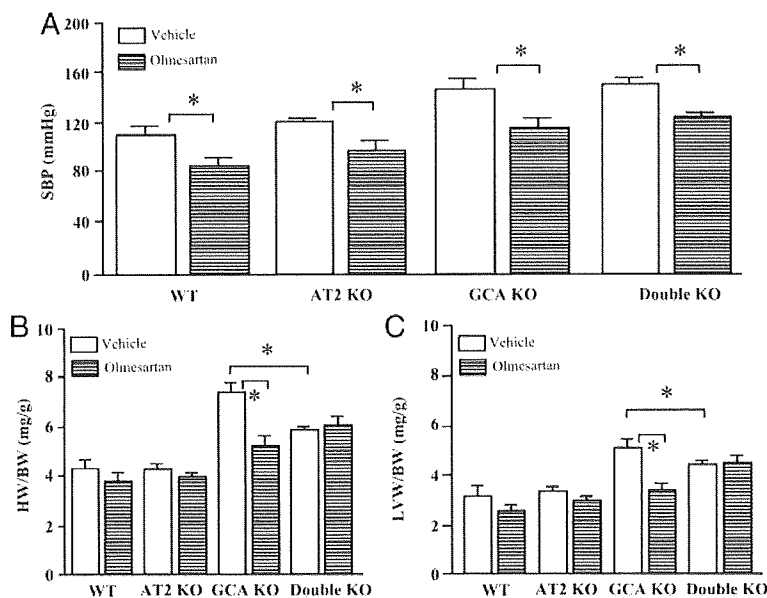 A
200
160
120
80
40
0
SBP (mmHg)
Vehicle
Olmesartan
*
*
*
*
WT
AT2 KO
GCA KO
Double KO
B
10
8
6
4
2
0
HW/BW (mg/g)
Vehicle
Olmesartan
*
*
WT
AT2 KO
GCA KO
Double KO
C
10
8
6
4
2
0
LVW/BW (mg/g)
Vehicle
Olmesartan
*
*
WT
AT2 KO
GCA KO
Double KO